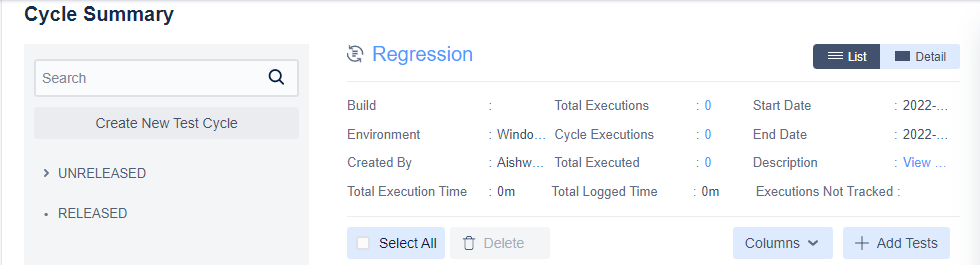 Cycle Summary
Search
Create New Test Cycle
UNRELEASED
RELEASED
Regression
List
Detail
Build : Total Executions : 0 Start Date : 2022-...
Environment : Windo... Cycle Executions : 0 End Date : 2022-...
Created By : Aishw... Total Executed : 0 Description : View ...
Total Execution Time : 0m Total Logged Time : 0m Executions Not Tracked :
Select All
Delete
Columns
Add Tests